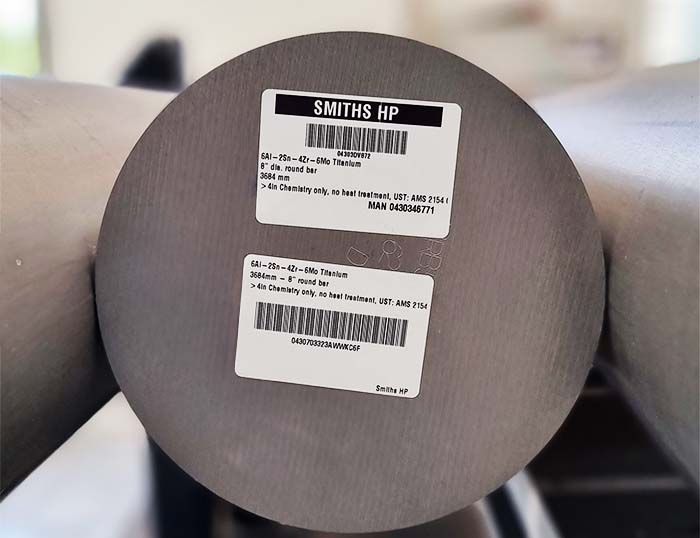 SMITHS HP
04303DV872
6Al-2Sn-4Zr-6Mo Titanium
8" dia. round bar
3684 mm
> 4in Chemistry only, no heat treatment, UST: AMS 2154 (
MAN 0430346771
6Al-2Sn-4Zr-6Mo Titanium
3684mm - 8" round bar
> 4in Chemistry only, no heat treatment, UST: AMS 2154
0430703323AWWKC6F
Smiths HP